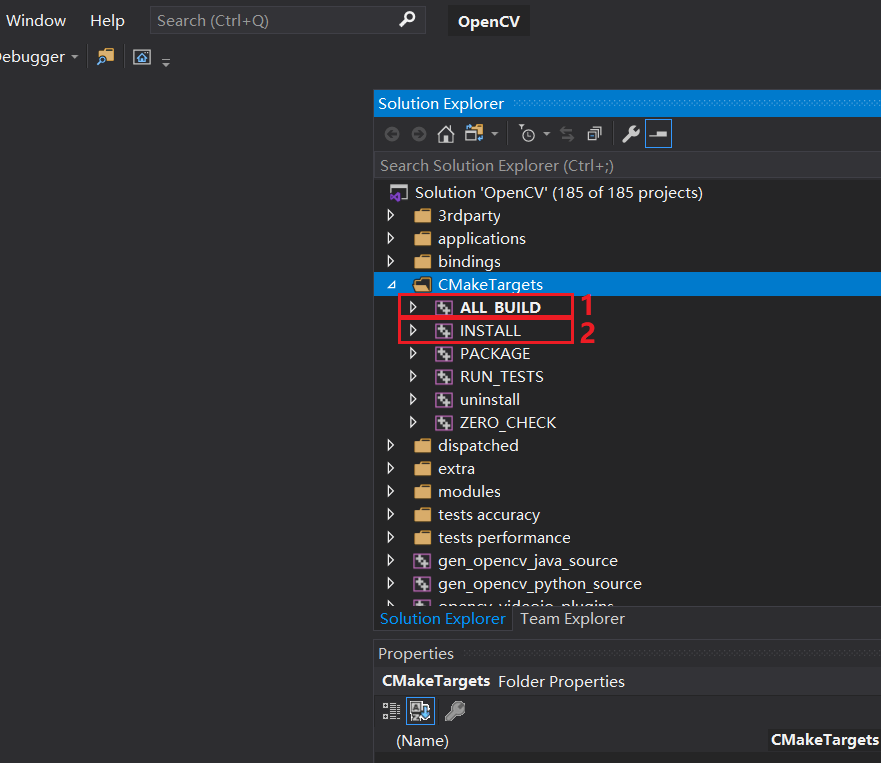 Window Help Search (Ctrl+Q) OpenCV
ebugger
Solution Explorer
Search Solution Explorer (Ctrl+;)
Solution 'OpenCV' (185 of 185 projects)
3rdparty
applications
bindings
CMakeTargets
ALL_BUILD 1
INSTALL 2
PACKAGE
RUN_TESTS
uninstall
ZERO_CHECK
dispatched
extra
modules
tests accuracy
tests performance
gen_opencv_java_source
gen_opencv_python_source
opencv_videoio_plugins
Solution Explorer Team Explorer
Properties
CMakeTargets Folder Properties
(Name) CMakeTargets